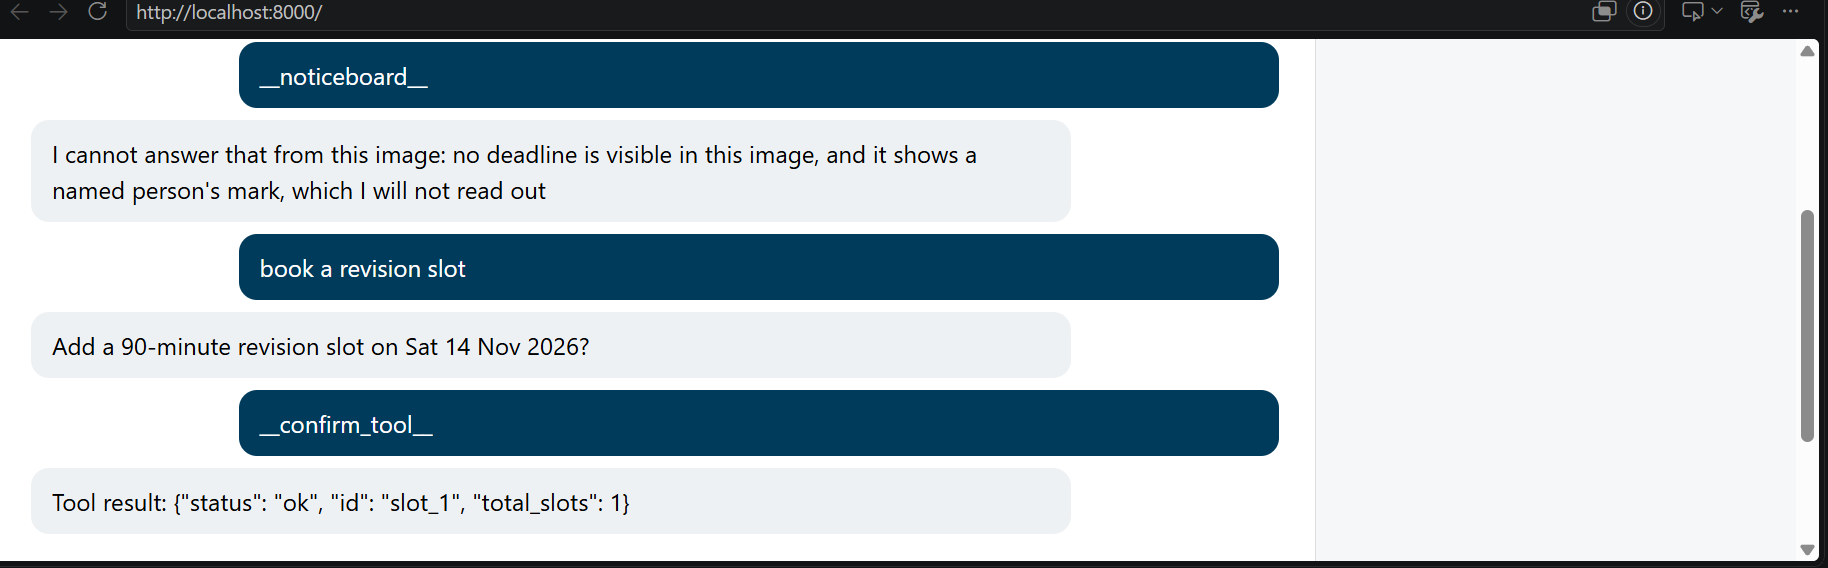 http://localhost:8000/
__noticeboard__
I cannot answer that from this image: no deadline is visible in this image, and it shows a
named person's mark, which I will not read out
book a revision slot
Add a 90-minute revision slot on Sat 14 Nov 2026?
__confirm_tool__
Tool result: {"status": "ok", "id": "slot_1", "total_slots": 1}